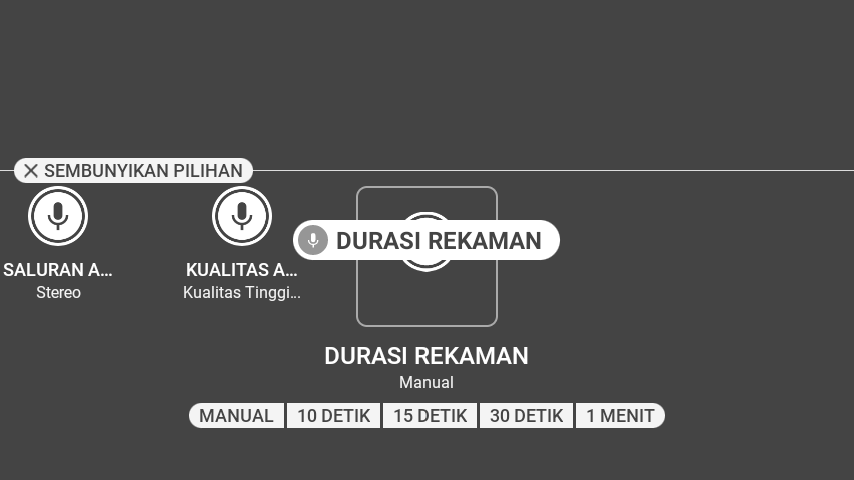 SEMBUNYIKAN PILIHAN
DURASI REKAMAN
SALURAN A...
Stereo
KUALITAS A...
Kualitas Tinggi...
DURASI REKAMAN
Manual
MANUAL 10 DETIK 15 DETIK 30 DETIK 1 MENIT